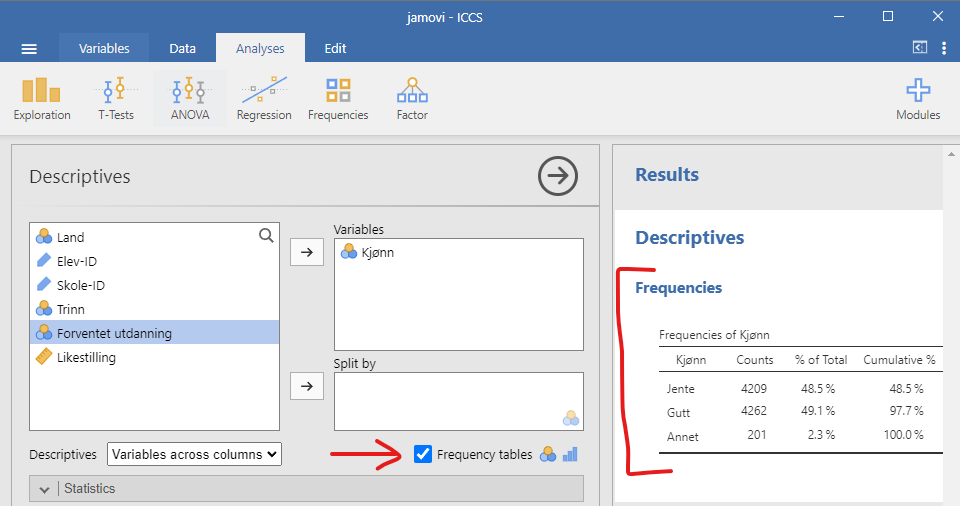 jamovi - ICCS
Variables Data Analyses Edit
Exploration T-Tests ANOVA Regression Frequencies Factor Modules
Descriptives
Land
Elev-ID
Skole-ID
Trinn
Forventet utdanning
Likestilling
Variables
Kjønn
Split by
Descriptives Variables across columns Frequency tables
Statistics
Results
Descriptives
Frequencies
Frequencies of Kjønn
Kjønn Counts % of Total Cumulative %
Jente 4209 48.5 % 48.5 %
Gutt 4262 49.1 % 97.7 %
Annet 201 2.3 % 100.0 %